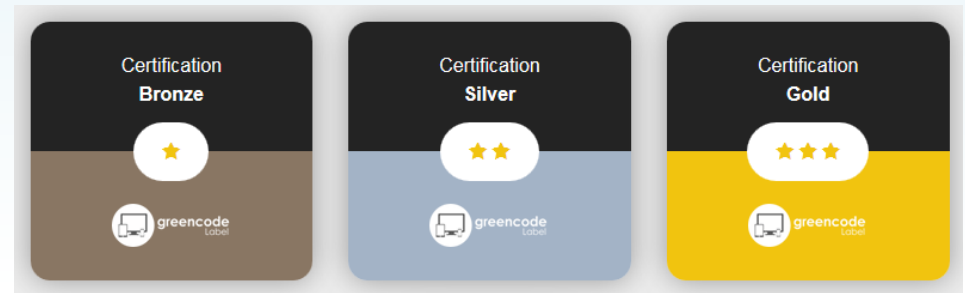 Certification
Bronze
greencode
Label
Certification
Silver
greencode
Label
Certification
Gold
greencode
Label